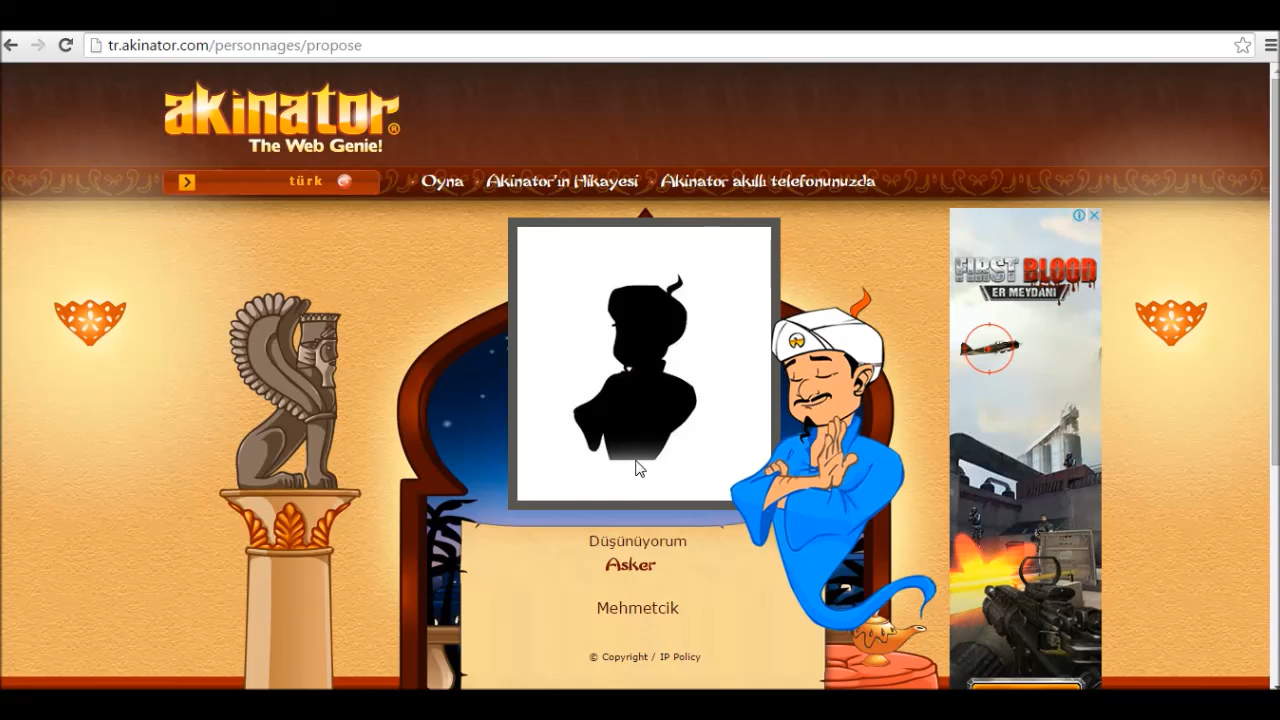 tr.akinator.com/personnages/propose
akinator®
The Web Genie!
türk
Oyna
Akinator'ın Hikayesi
Akinator akıllı telefonunuzda
FIRST BLOOD
ER MEYDANI
Düşünüyorum
Asker
Mehmetcik
© Copyright / IP Policy